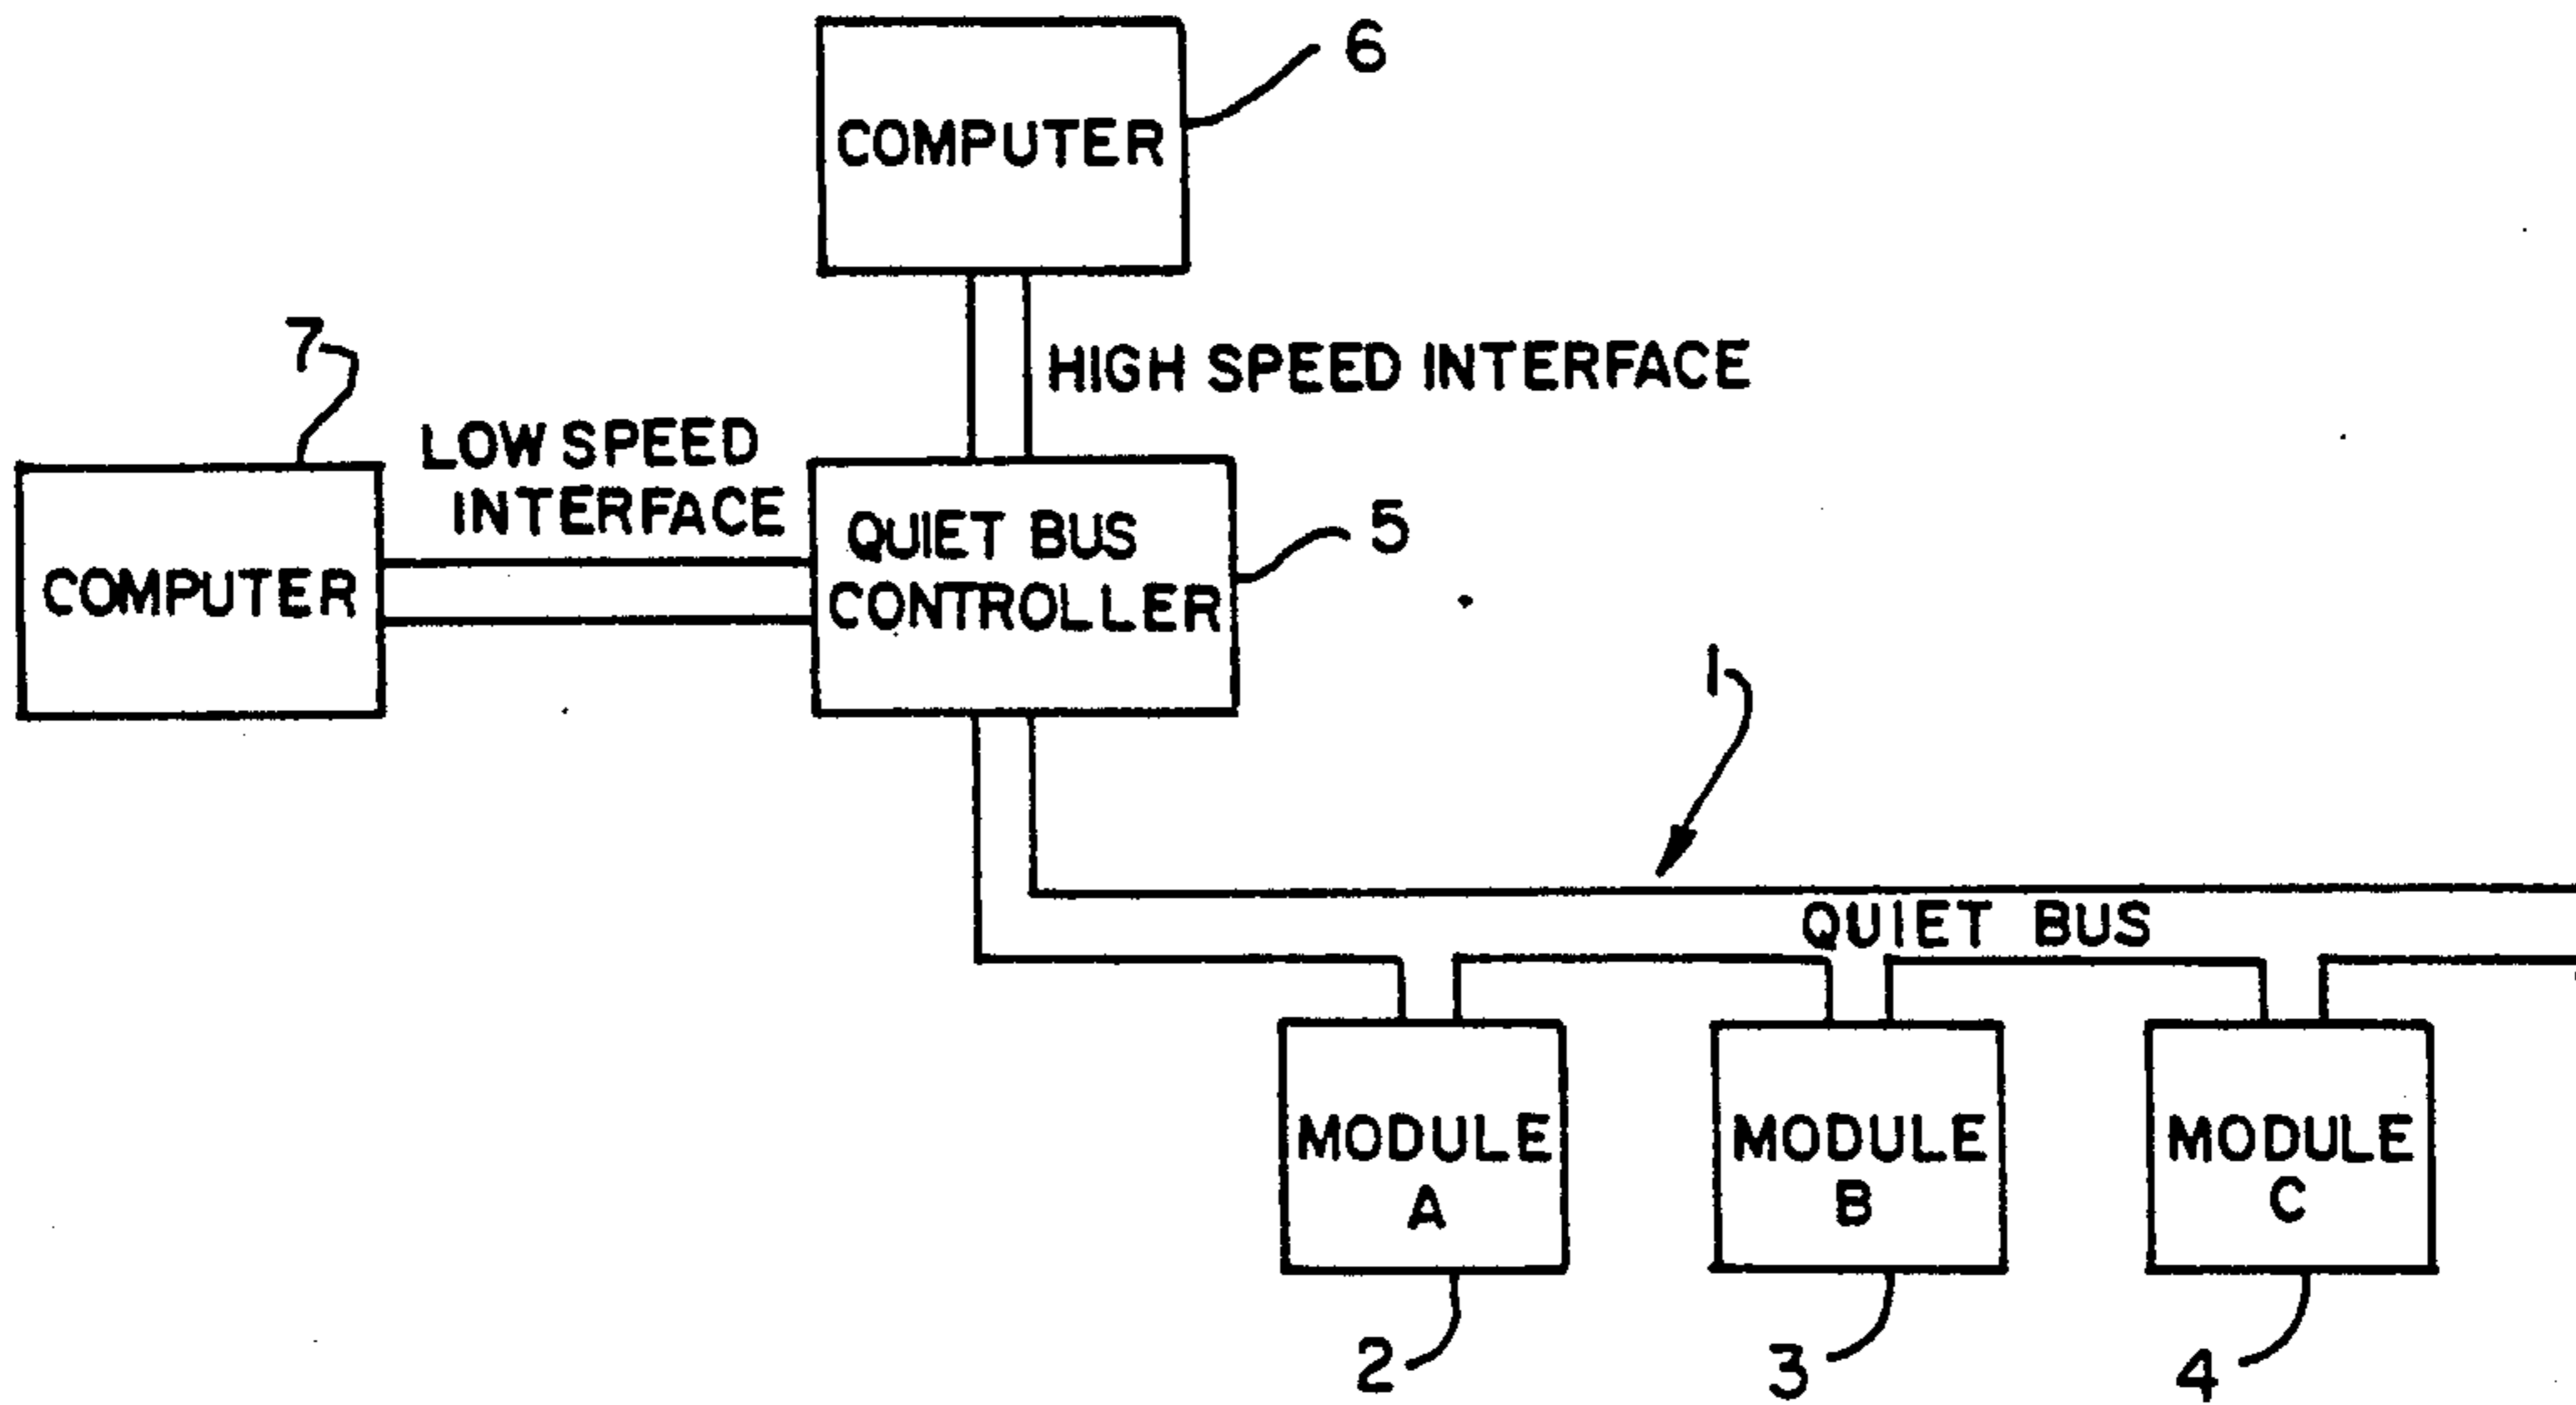 6
COMPUTER
HIGH SPEED INTERFACE
7
LOW SPEED
INTERFACE
COMPUTER
QUIET BUS
CONTROLLER
5
1
QUIET BUS
MODULE
A
MODULE
B
MODULE
C
2
3
4